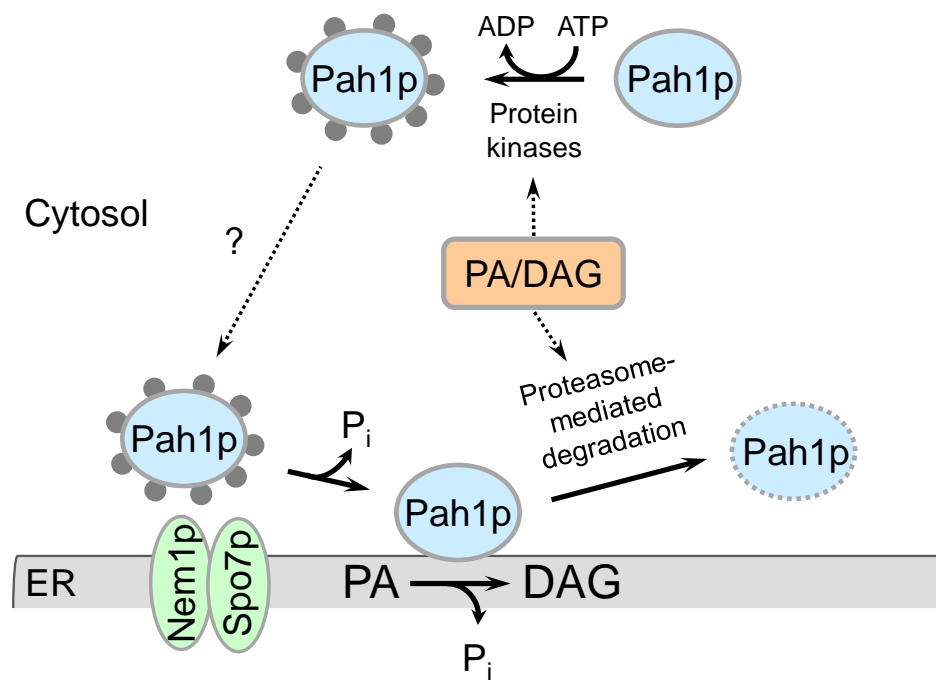 ADP ATP
Pah1p
Pah1p
Protein
kinases
Cytosol
?
PA/DAG
Proteasome-
mediated
degradation
Pah1p
Pi
Pah1p
Pah1p
Nem1p
Spo7p
ER
PA
DAG
Pi